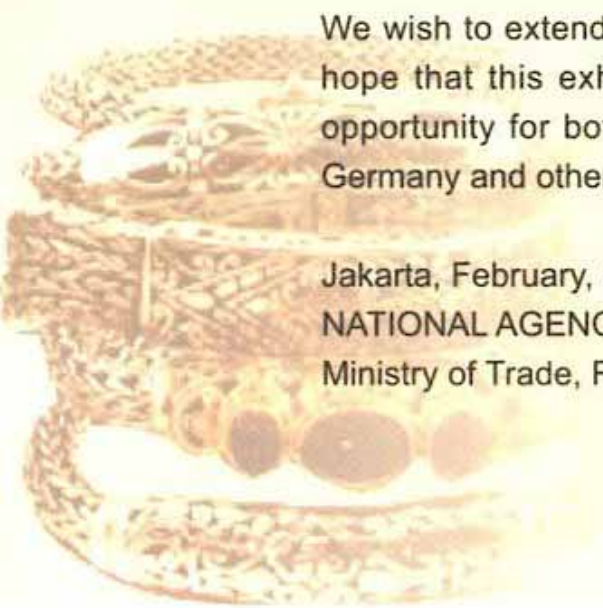 We wish to extend
hope that this exh
opportunity for bot
Germany and othe
Jakarta, February,
NATIONAL AGENC
Ministry of Trade,